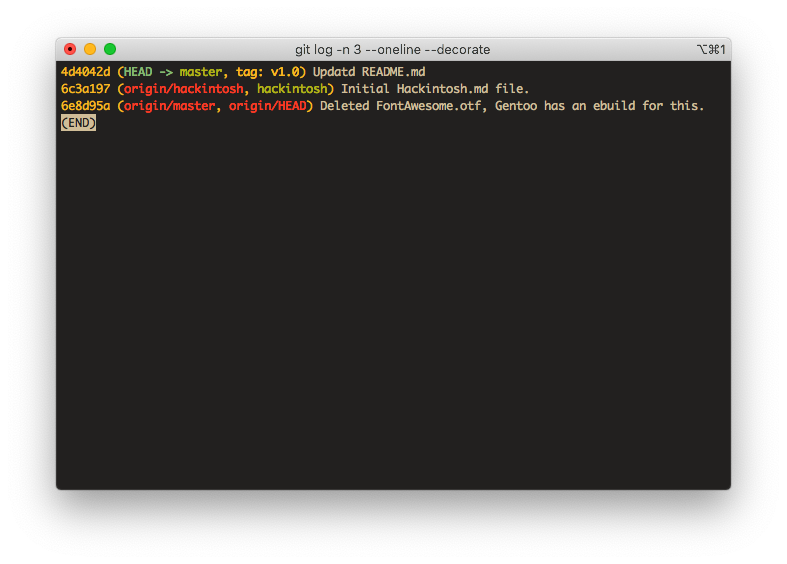 git log -n 3 --oneline --decorate ⌥⌘1
4d4042d (HEAD -> master, tag: v1.0) Updatd README.md
6c3a197 (origin/hackintosh, hackintosh) Initial Hackintosh.md file.
6e8d95a (origin/master, origin/HEAD) Deleted FontAwesome.otf, Gentoo has an ebuild for this.
(END)